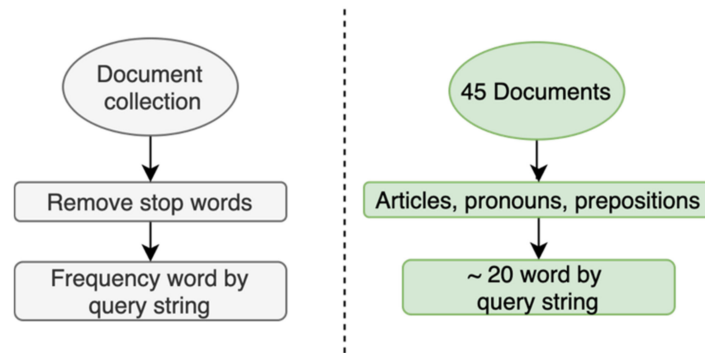 Document
collection
Remove stop words
Frequency word by
query string
45 Documents
Articles, pronouns, prepositions
~ 20 word by
query string